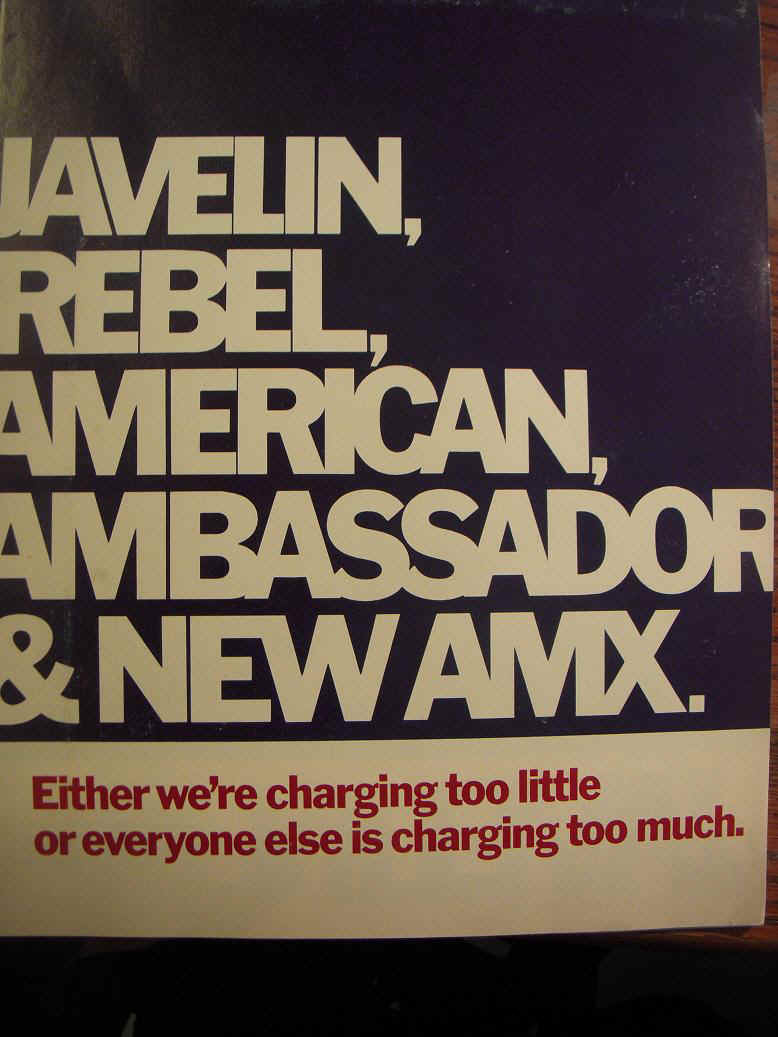 JAVELIN,
REBEL,
AMERICAN,
AMBASSADOR
& NEW AMX.
Either we're charging too little
or everyone else is charging too much.